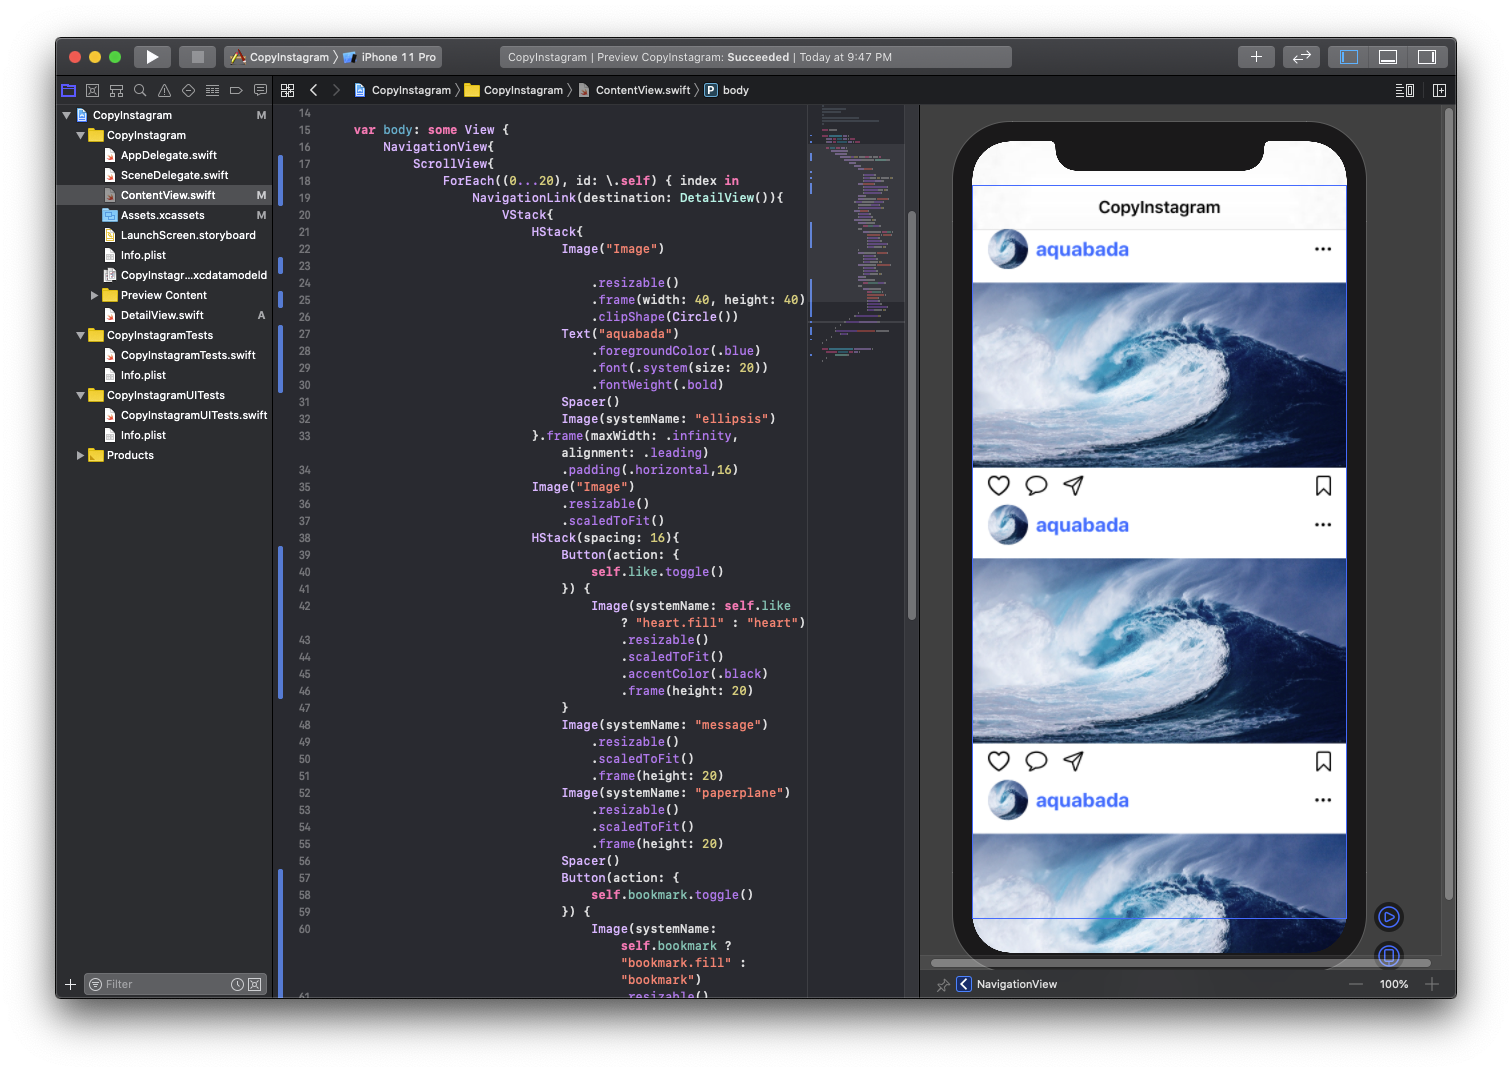 CopyInstagram
iPhone 11 Pro
CopyInstagram | Preview CopyInstagram: Succeeded | Today at 9:47 PM
CopyInstagram
CopyInstagram
ContentView.swift
P
body
CopyInstagram M
CopyInstagram
AppDelegate.swift
SceneDelegate.swift
ContentView.swift M
Assets.xcassets M
LaunchScreen.storyboard
Info.plist
CopyInstagr...xcdatamodeld
Preview Content
DetailView.swift A
CopyInstagramTests
CopyInstagramTests.swift
Info.plist
CopyInstagramUITests
CopyInstagramUITests.swift
Info.plist
Products
Filter
14
15 var body: some View {
16 NavigationView{
17 ScrollView{
18 ForEach((0...20), id: \.self) { index in
19 NavigationLink(destination: DetailView()){
20 VStack{
21 HStack{
22 Image("Image")
23
24 .resizable()
25 .frame(width: 40, height: 40)
26 .clipShape(Circle())
27 Text("aquabada")
28 .foregroundColor(.blue)
29 .font(.system(size: 20))
30 .fontWeight(.bold)
31 Spacer()
32 Image(systemName: "ellipsis")
33 }.frame(maxWidth: .infinity,
alignment: .leading)
34 .padding(.horizontal,16)
35 Image("Image")
36 .resizable()
37 .scaledToFit()
38 HStack(spacing: 16){
39 Button(action: {
40 self.like.toggle()
41 }) {
42 Image(systemName: self.like
? "heart.fill" : "heart")
43 .resizable()
44 .scaledToFit()
45 .accentColor(.black)
46 .frame(height: 20)
47 }
48 Image(systemName: "message")
49 .resizable()
50 .scaledToFit()
51 .frame(height: 20)
52 Image(systemName: "paperplane")
53 .resizable()
54 .scaledToFit()
55 .frame(height: 20)
56 Spacer()
57 Button(action: {
58 self.bookmark.toggle()
59 }) {
60 Image(systemName:
self.bookmark ?
"bookmark.fill" :
"bookmark")
61 .resizable()
CopyInstagram
aquabada
aquabada
aquabada
NavigationView
100%